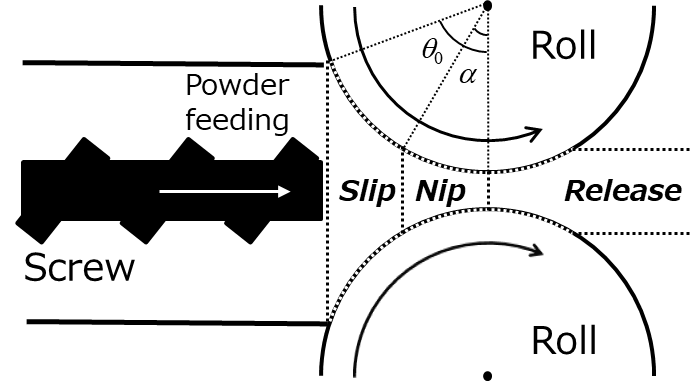 Roll
θ0
α
Powder
feeding
Slip
Nip
Release
Screw
Roll